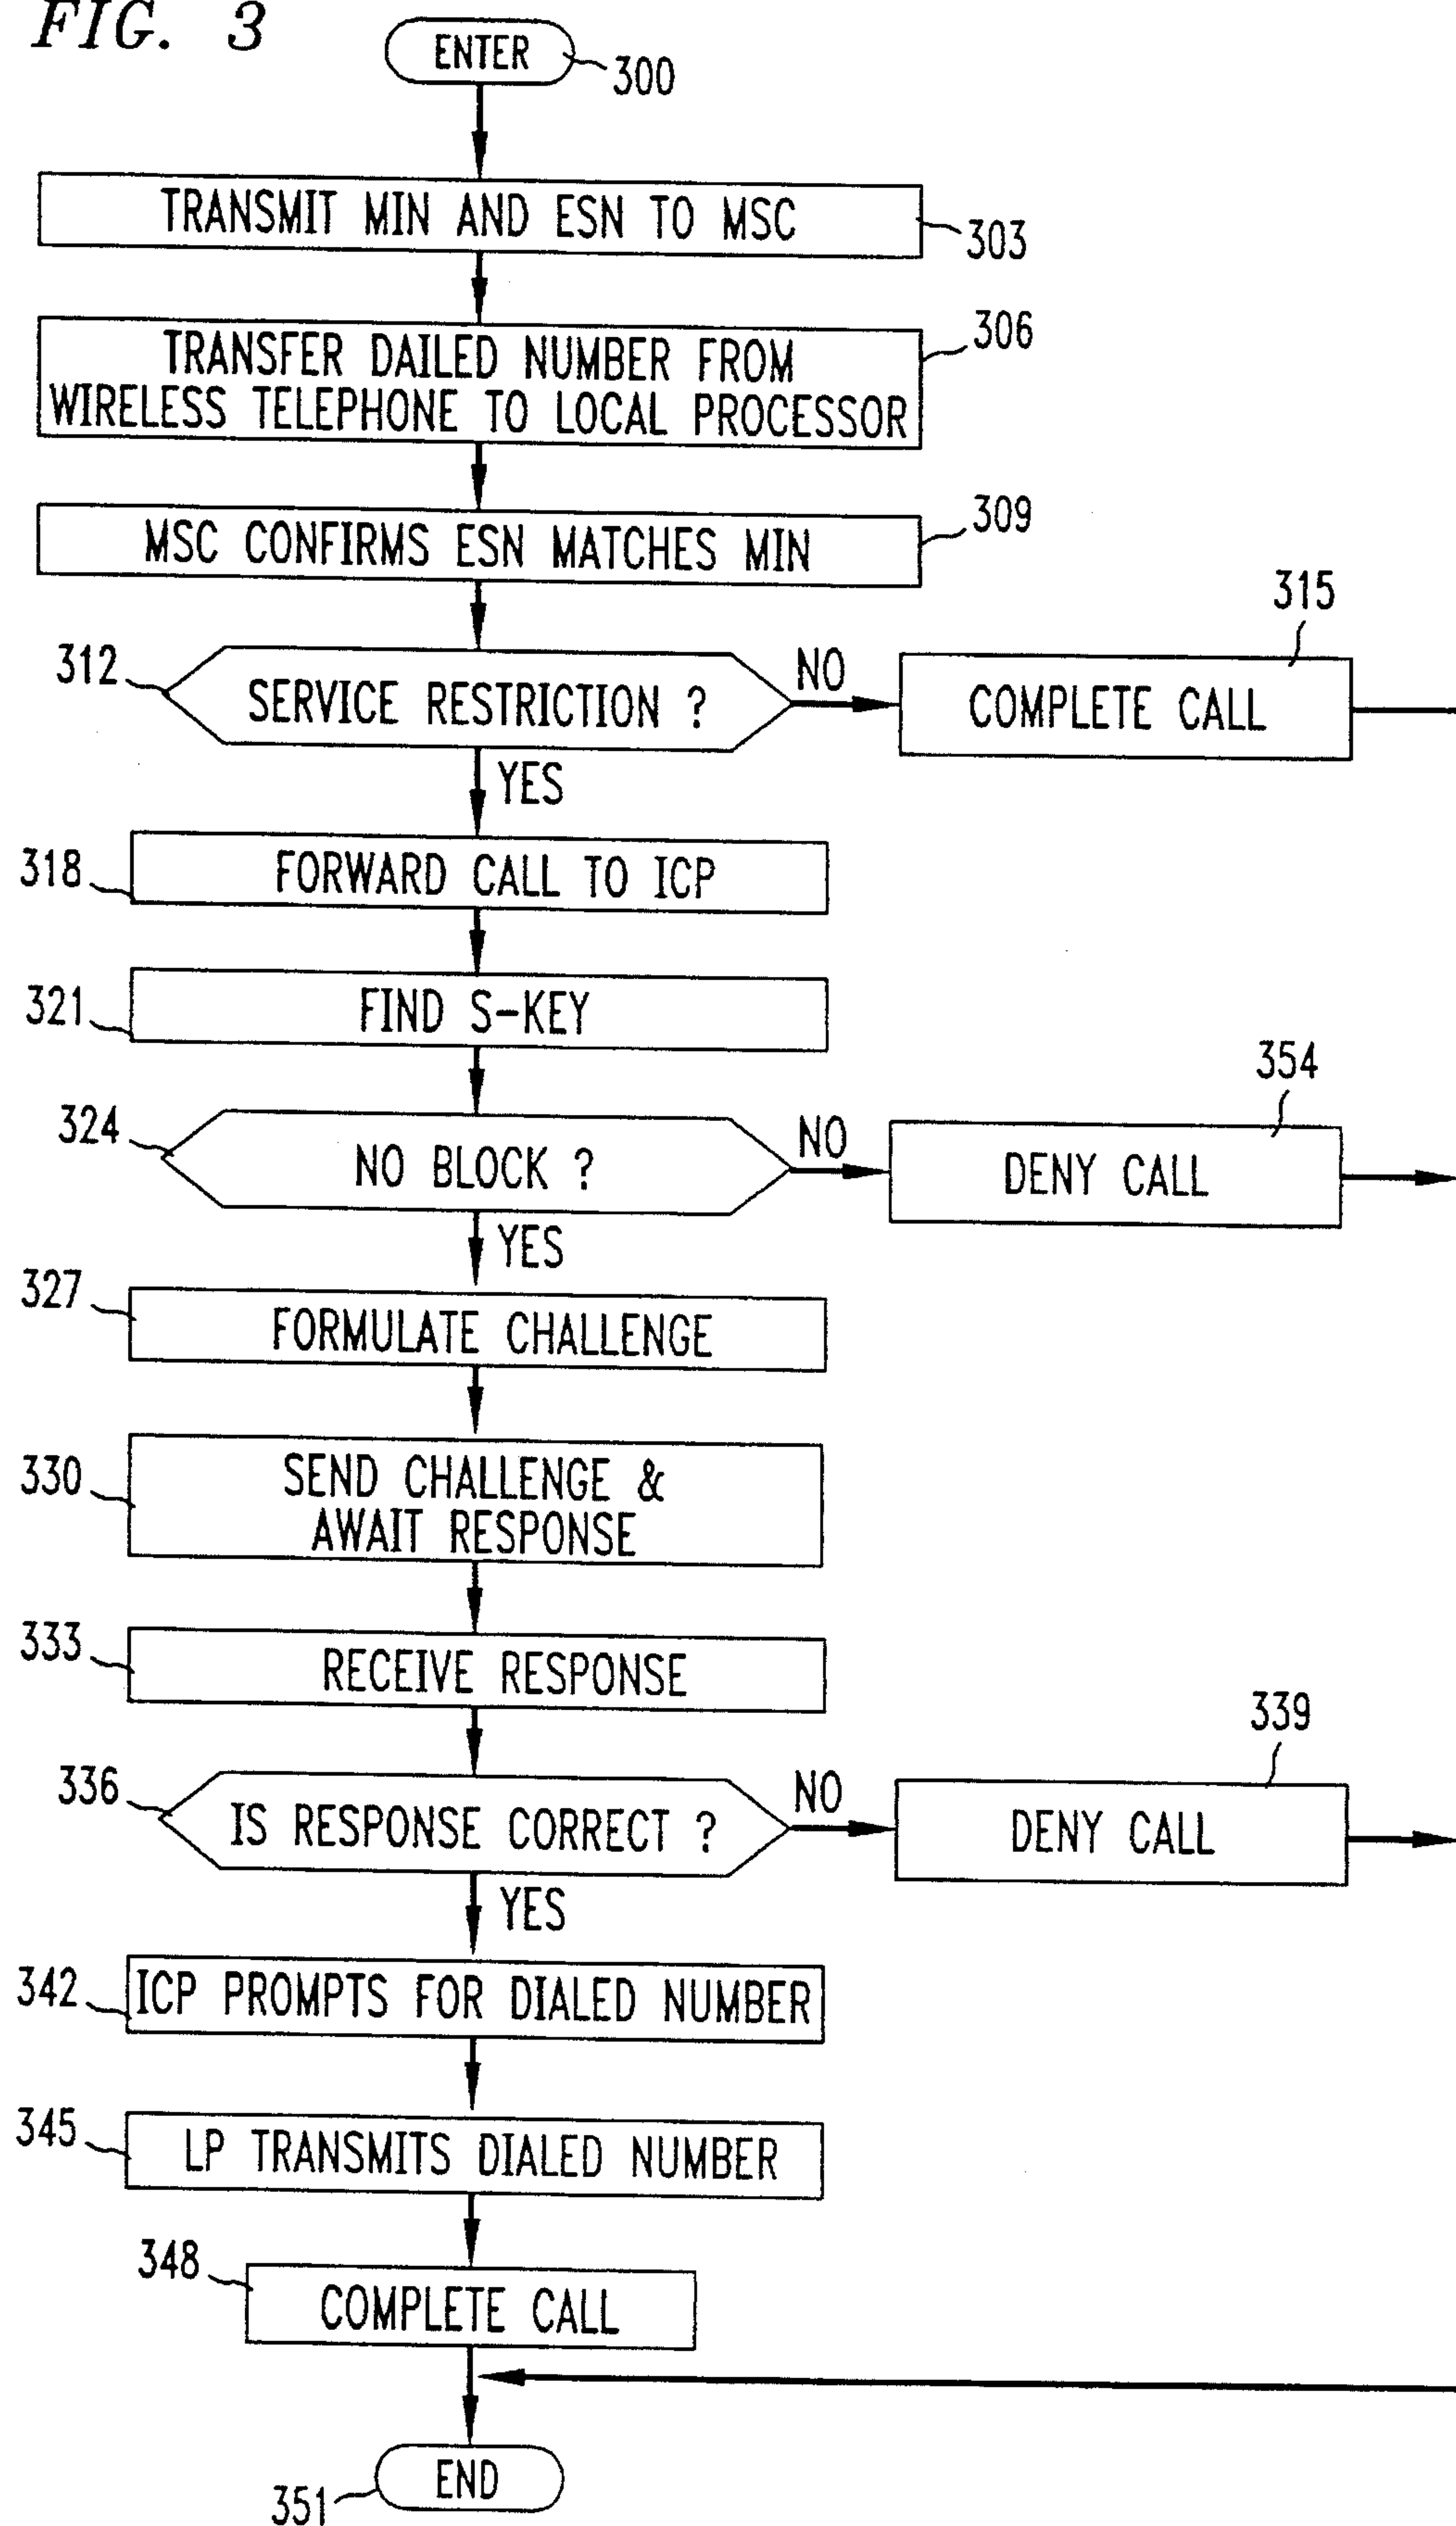 FIG. 3
ENTER
300
TRANSMIT MIN AND ESN TO MSC
303
TRANSFER DAILED NUMBER FROM
WIRELESS TELEPHONE TO LOCAL PROCESSOR
306
MSC CONFIRMS ESN MATCHES MIN
309
312
SERVICE RESTRICTION ?
NO
315
COMPLETE CALL
YES
318
FORWARD CALL TO ICP
321
FIND S-KEY
324
NO BLOCK ?
NO
354
DENY CALL
YES
327
FORMULATE CHALLENGE
330
SEND CHALLENGE &
AWAIT RESPONSE
333
RECEIVE RESPONSE
336
IS RESPONSE CORRECT ?
NO
339
DENY CALL
YES
342
ICP PROMPTS FOR DIALED NUMBER
345
LP TRANSMITS DIALED NUMBER
348
COMPLETE CALL
END
351